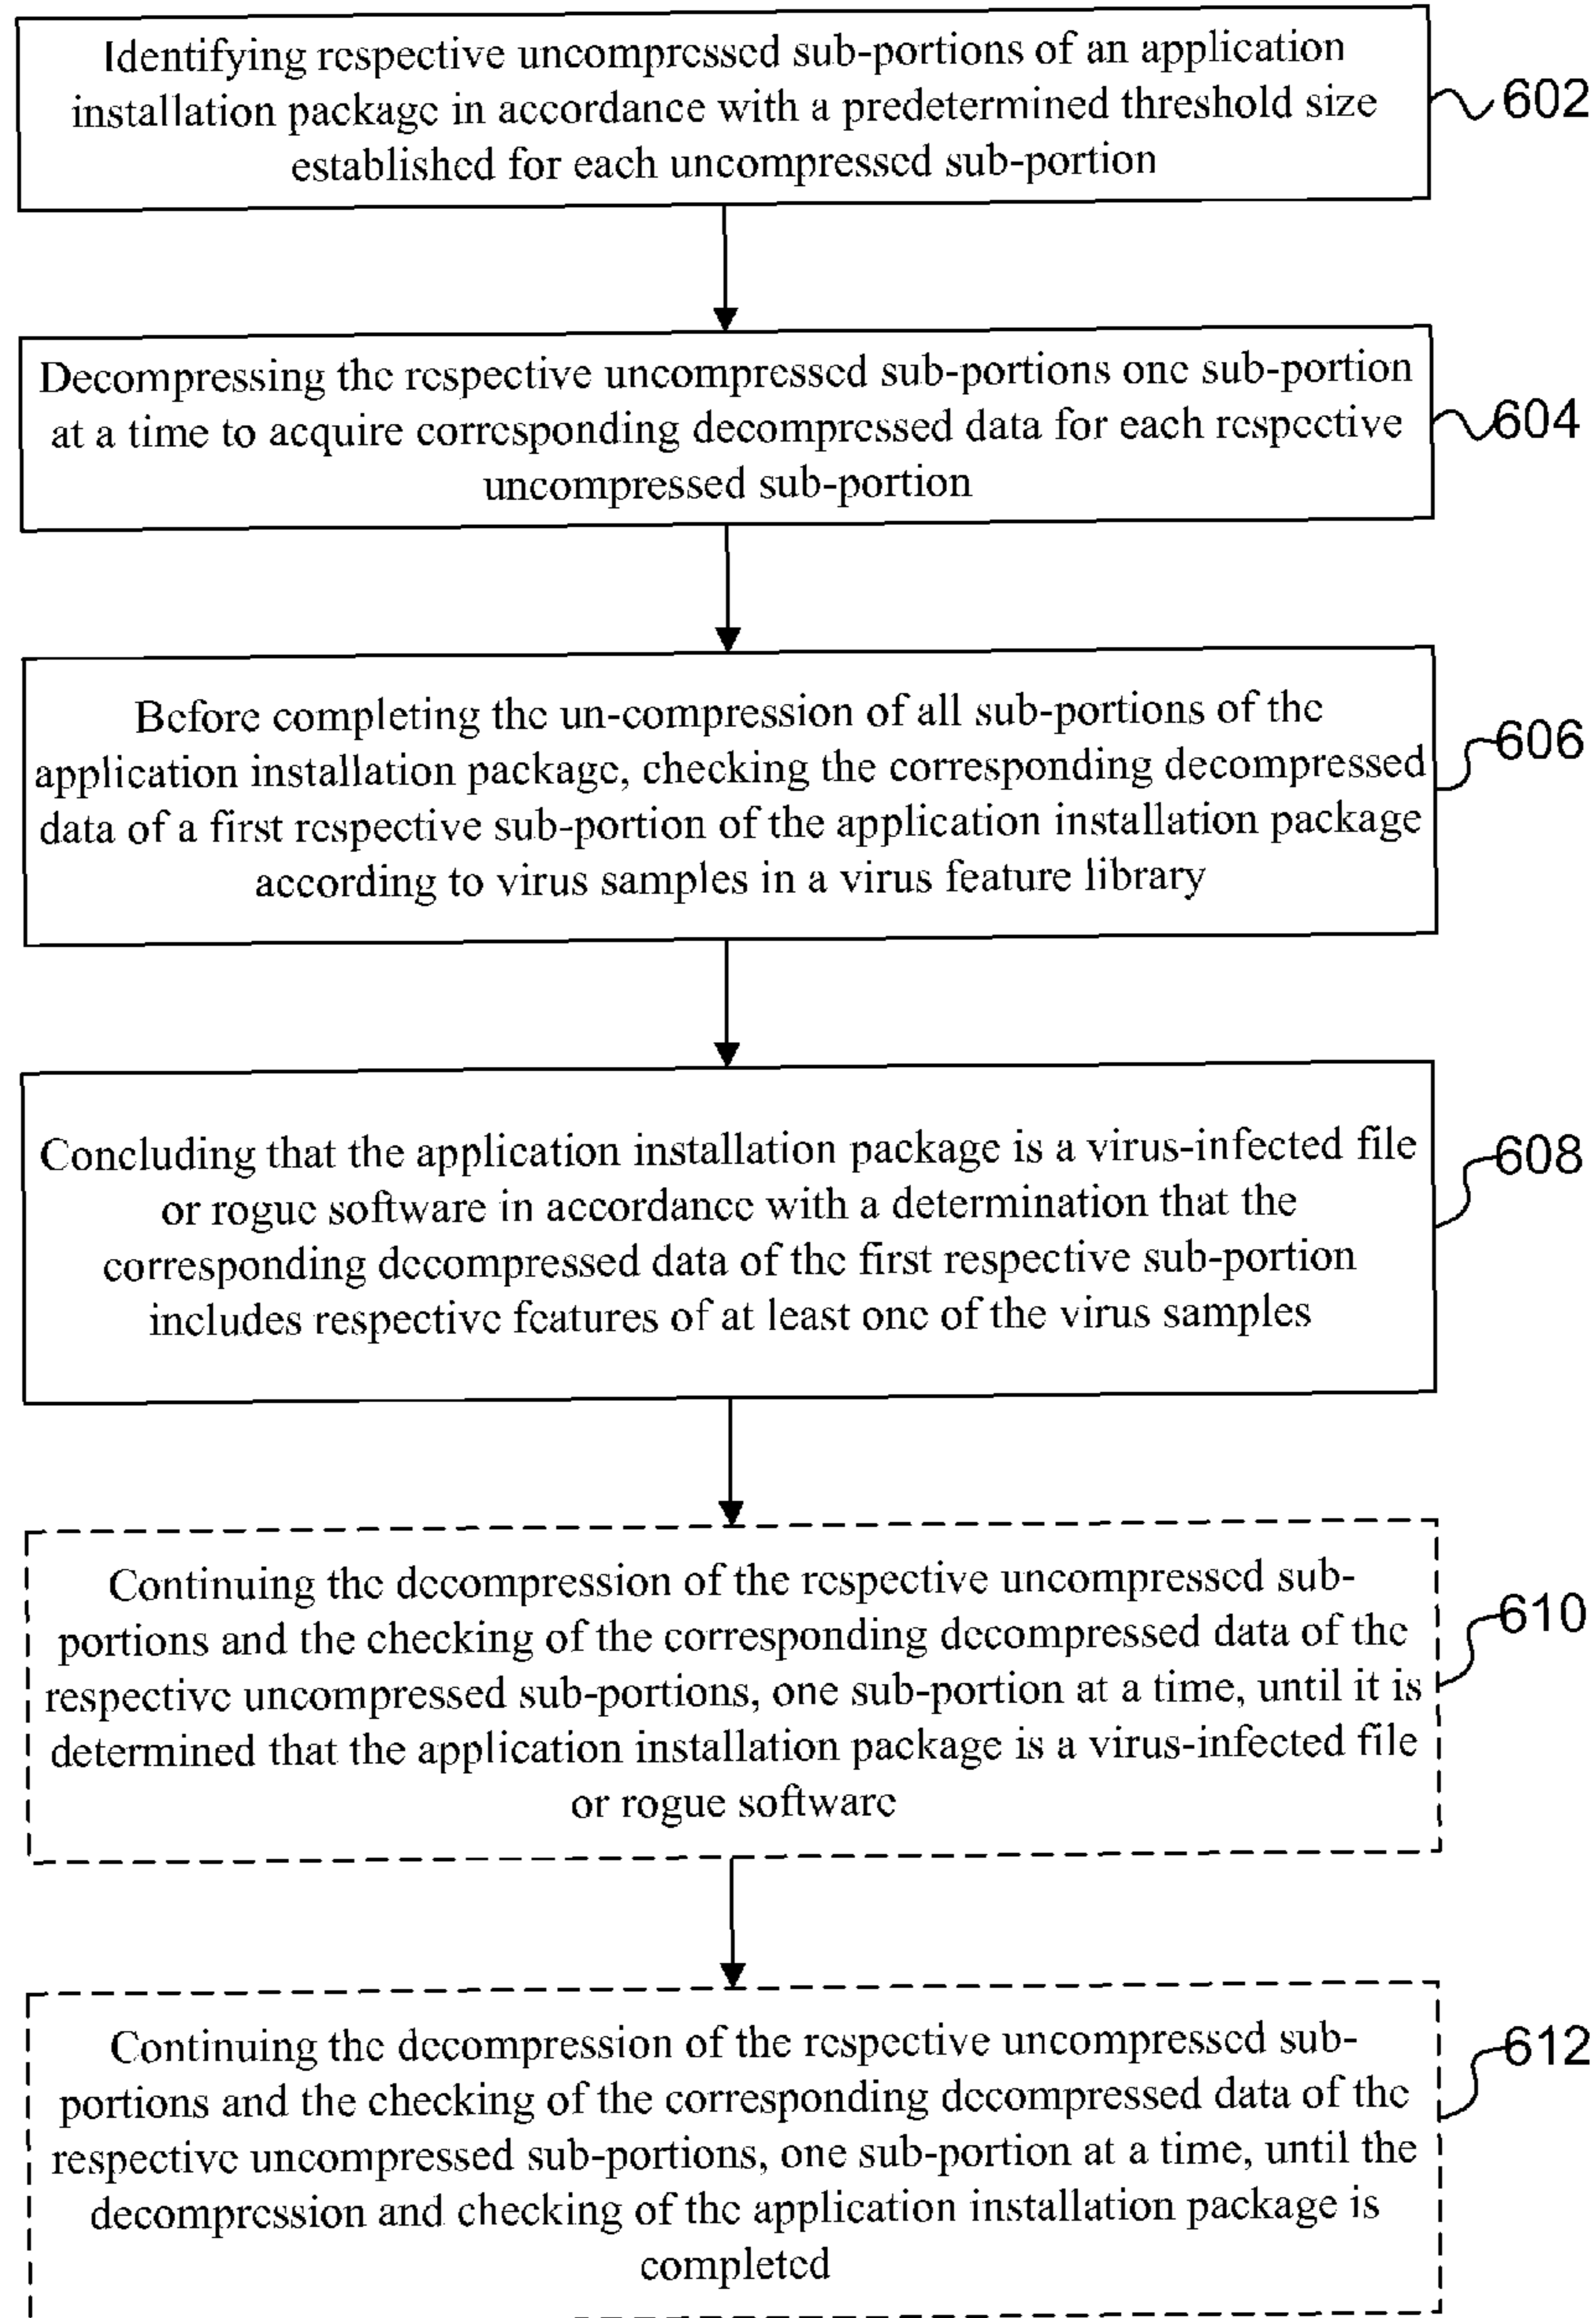 Identifying respective uncompressed sub-portions of an application
installation package in accordance with a predetermined threshold size
established for each uncompressed sub-portion
602
Decompressing the respective uncompressed sub-portions one sub-portion
at a time to acquire corresponding decompressed data for each respective
uncompressed sub-portion
604
Before completing the un-compression of all sub-portions of the
application installation package, checking the corresponding decompressed
data of a first respective sub-portion of the application installation package
according to virus samples in a virus feature library
606
Concluding that the application installation package is a virus-infected file
or rogue software in accordance with a determination that the
corresponding decompressed data of the first respective sub-portion
includes respective features of at least one of the virus samples
608
Continuing the decompression of the respective uncompressed sub-
portions and the checking of the corresponding decompressed data of the
respective uncompressed sub-portions, one sub-portion at a time, until it is
determined that the application installation package is a virus-infected file
or rogue software
610
Continuing the decompression of the respective uncompressed sub-
portions and the checking of the corresponding decompressed data of the
respective uncompressed sub-portions, one sub-portion at a time, until the
decompression and checking of the application installation package is
completed
612